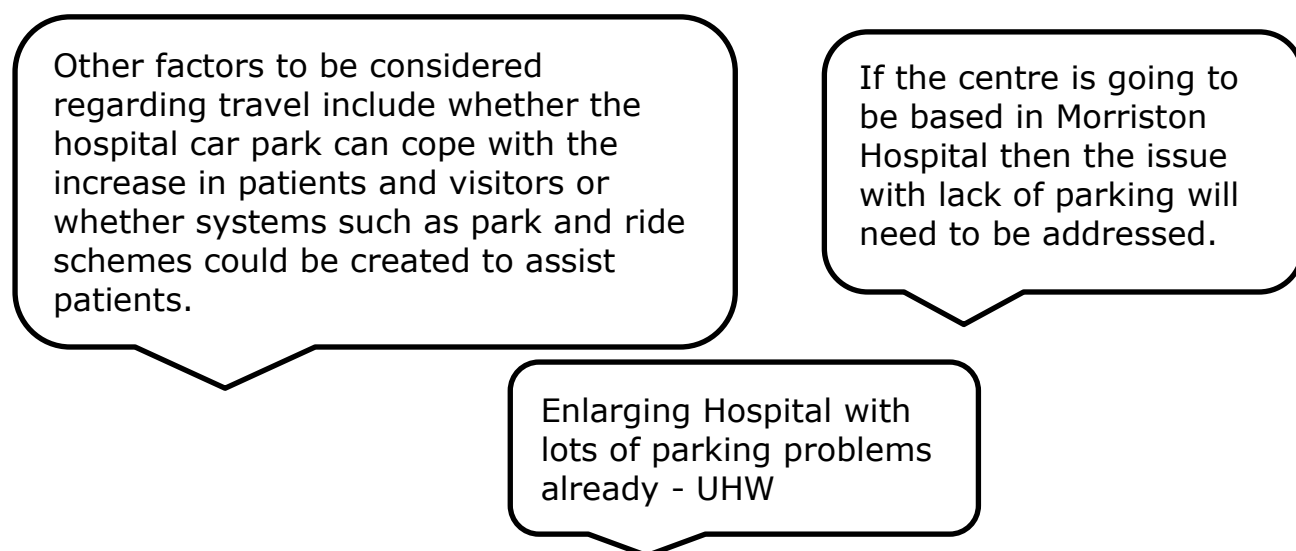 Other factors to be considered
regarding travel include whether the
hospital car park can cope with the
increase in patients and visitors or
whether systems such as park and ride
schemes could be created to assist
patients.
If the centre is going to
be based in Morriston
Hospital then the issue
with lack of parking will
need to be addressed.
Enlarging Hospital with
lots of parking problems
already - UHW